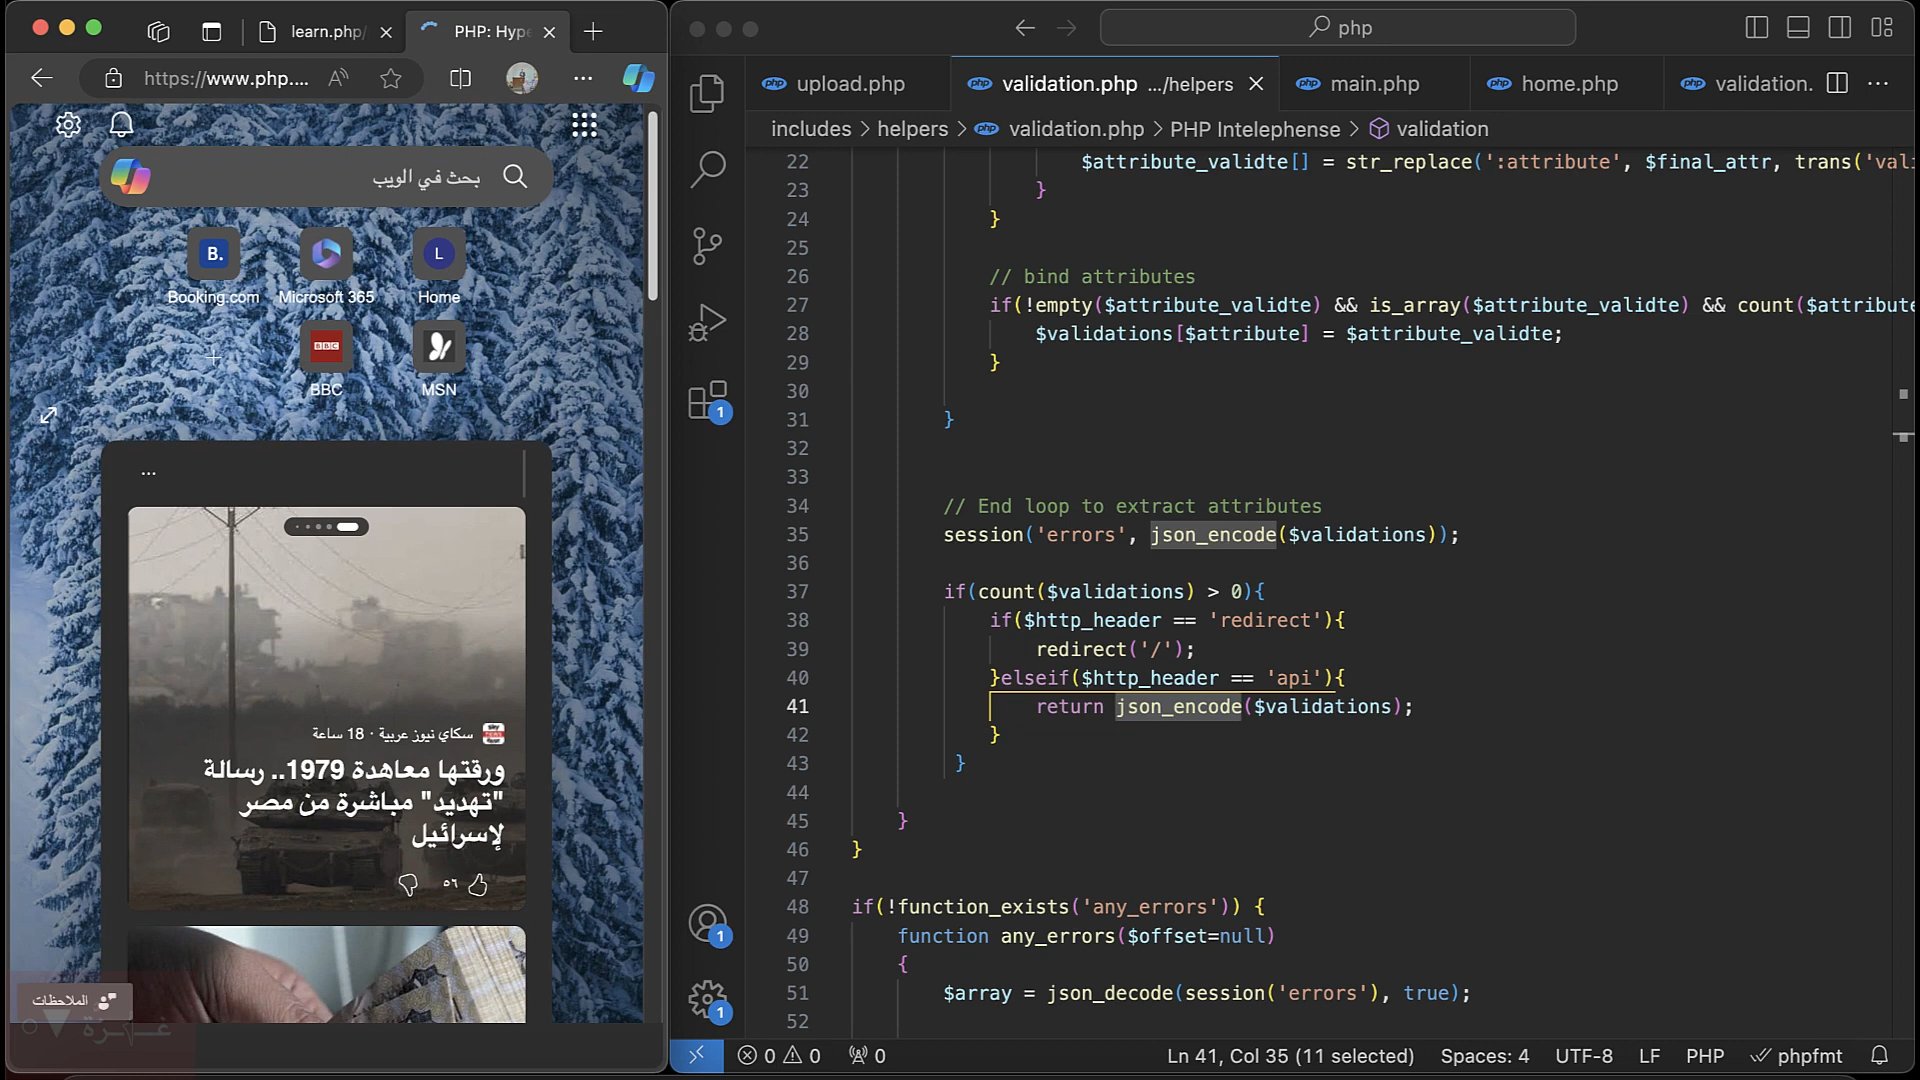 learn.php/
PHP: Hype
https://www.php....
بحث في الويب
Booking.com
Microsoft 365
Home
BBC
MSN
سكاي نيوز عربية · 18 ساعة
ورقتها معاهدة 1979.. رسالة
"تهديد" مباشرة من مصر
لإسرائيل
٥٦
الملاحظات
غـزة
php
upload.php
validation.php .../helpers
main.php
home.php
validation.
includes > helpers > validation.php > PHP Intelephense > validation
22 $attribute_validte[] = str_replace(':attribute', $final_attr, trans('vali
23 }
24 }
25
26 // bind attributes
27 if(!empty($attribute_validte) && is_array($attribute_validte) && count($attribute
28 $validations[$attribute] = $attribute_validte;
29 }
30
31 }
32
33
34 // End loop to extract attributes
35 session('errors', json_encode($validations));
36
37 if(count($validations) > 0){
38 if($http_header == 'redirect'){
39 redirect('/');
40 }elseif($http_header == 'api'){
41 return json_encode($validations);
42 }
43 }
44
45 }
46 }
47
48 if(!function_exists('any_errors')) {
49 function any_errors($offset=null)
50 {
51 $array = json_decode(session('errors'), true);
52
1
1
1
0 0 0
Ln 41, Col 35 (11 selected) Spaces: 4 UTF-8 LF PHP phpfmt